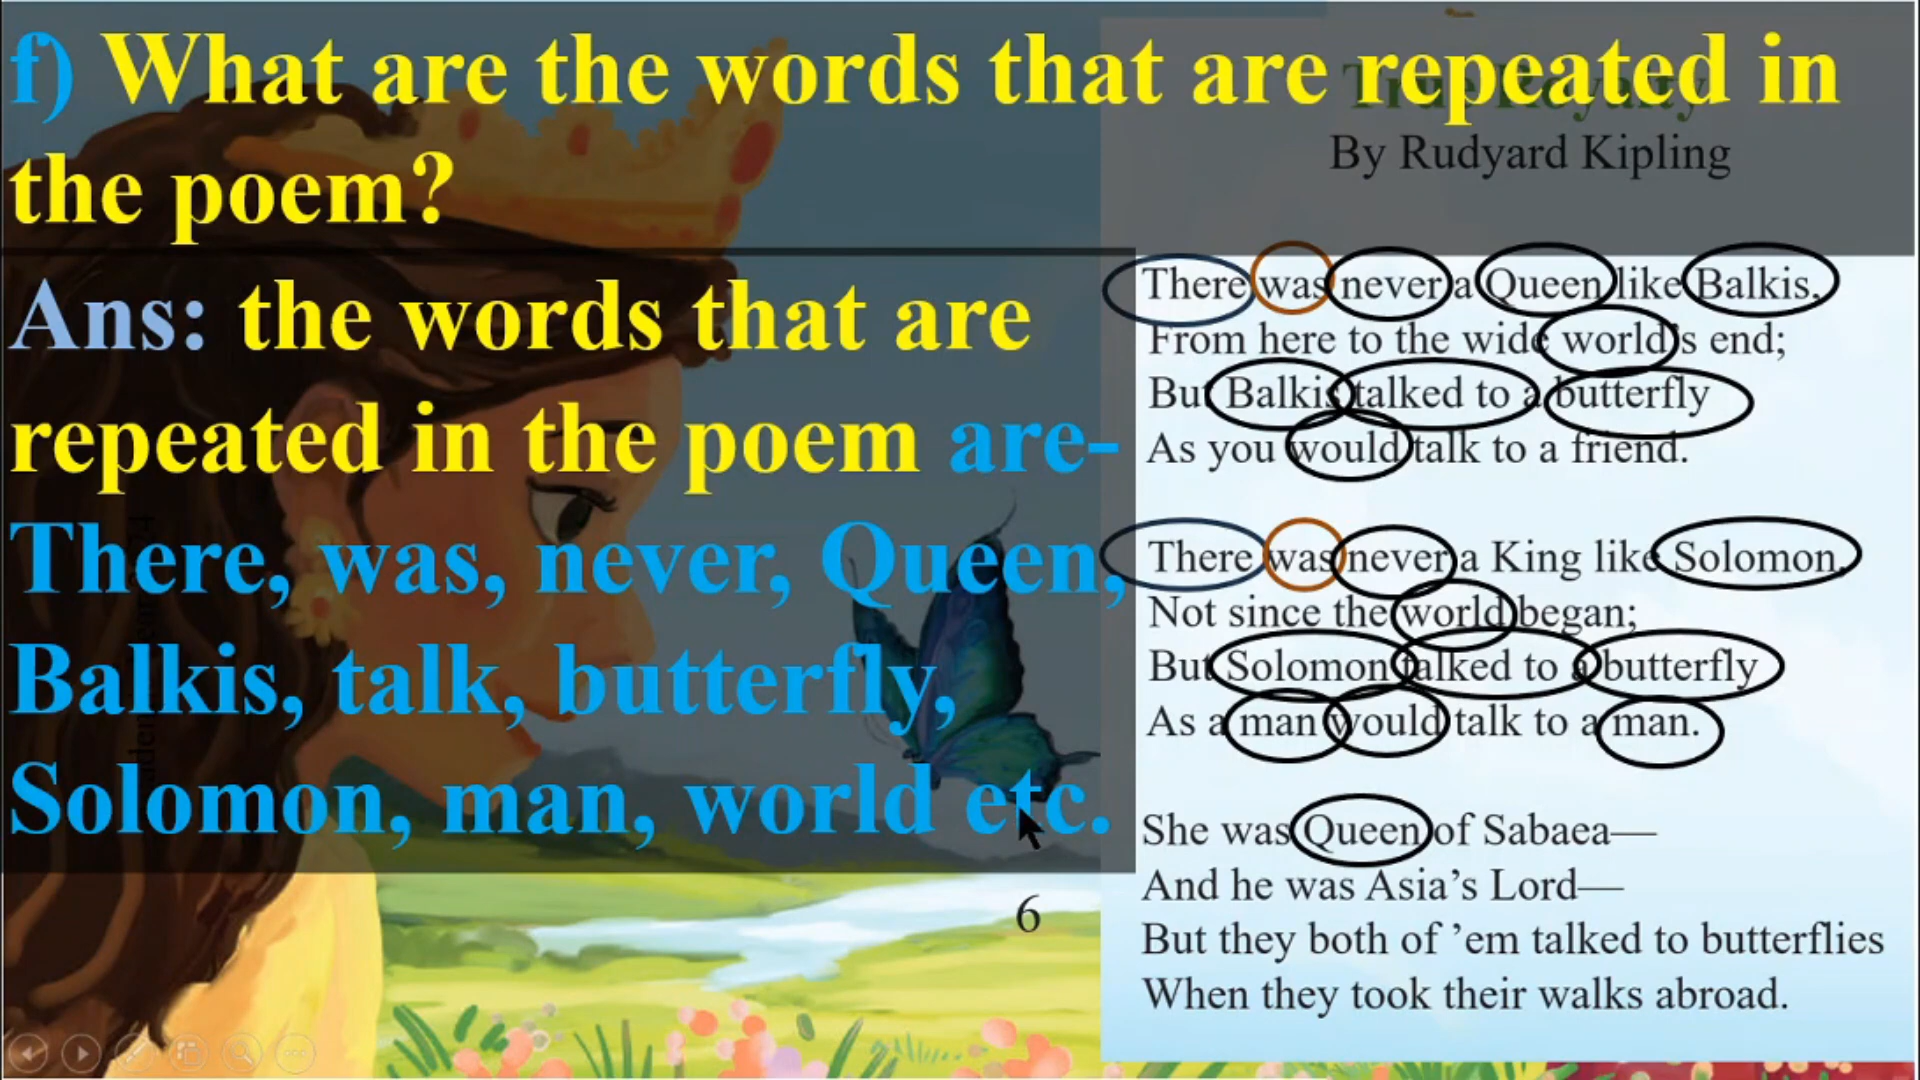 f) What are the words that are repeated in
the poem?
Ans: the words that are
repeated in the poem are-
There, was, never, Queen,
Balkis, talk, butterfly,
Solomon, man, world etc.
6
True Royalty
By Rudyard Kipling
There was never a Queen like Balkis,
From here to the wide world's end;
But Balkis talked to a butterfly
As you would talk to a friend.
There was never a King like Solomon,
Not since the world began;
But Solomon talked to a butterfly
As a man would talk to a man.
She was Queen of Sabaea—
And he was Asia's Lord—
But they both of 'em talked to butterflies
When they took their walks abroad.